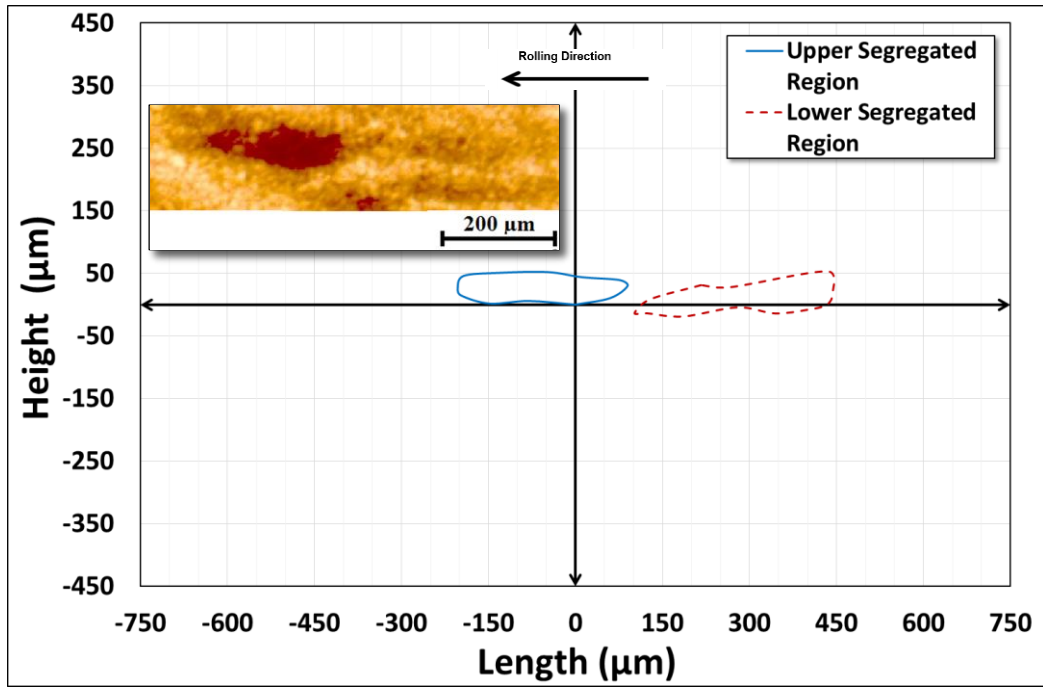 450
350
250
150
50
-50
-150
-250
-350
-450
Height (µm)
Rolling Direction
Upper Segregated
Region
Lower Segregated
Region
200 µm
-750 -600 -450 -300 -150 0 150 300 450 600 750
Length (µm)